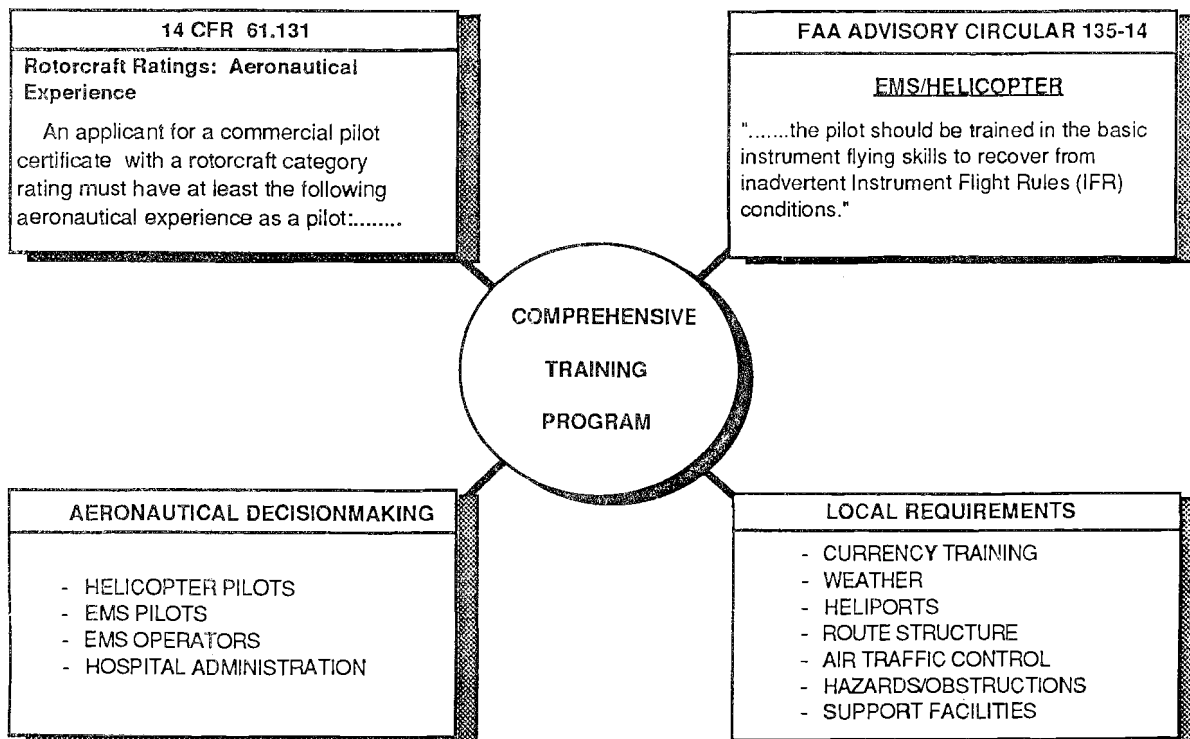 14 CFR 61.131
Rotorcraft Ratings: Aeronautical
Experience
An applicant for a commercial pilot
certificate with a rotorcraft category
rating must have at least the following
aeronautical experience as a pilot:........
FAA ADVISORY CIRCULAR 135-14
EMS/HELICOPTER
".......the pilot should be trained in the basic
instrument flying skills to recover from
inadvertent Instrument Flight Rules (IFR)
conditions."
COMPREHENSIVE
TRAINING
PROGRAM
AERONAUTICAL DECISIONMAKING
- HELICOPTER PILOTS
- EMS PILOTS
- EMS OPERATORS
- HOSPITAL ADMINISTRATION
LOCAL REQUIREMENTS
- CURRENCY TRAINING
- WEATHER
- HELIPORTS
- ROUTE STRUCTURE
- AIR TRAFFIC CONTROL
- HAZARDS/OBSTRUCTIONS
- SUPPORT FACILITIES